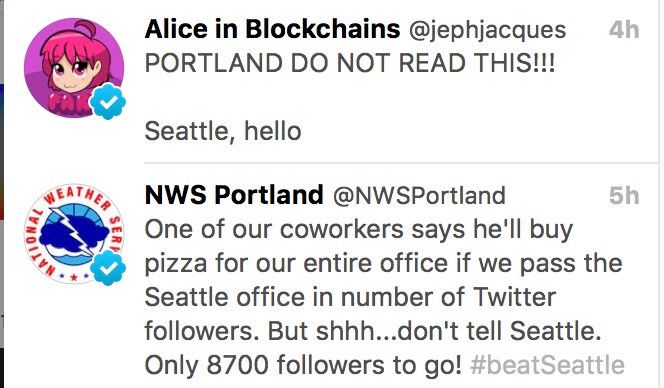 Alice in Blockchains @jephjacques 4h
PORTLAND DO NOT READ THIS!!!
Seattle, hello
NWS Portland @NWSPortland 5h
One of our coworkers says he'll buy
pizza for our entire office if we pass the
Seattle office in number of Twitter
followers. But shhh...don't tell Seattle.
Only 8700 followers to go! #beatSeattle
NATIONAL WEATHER SERV